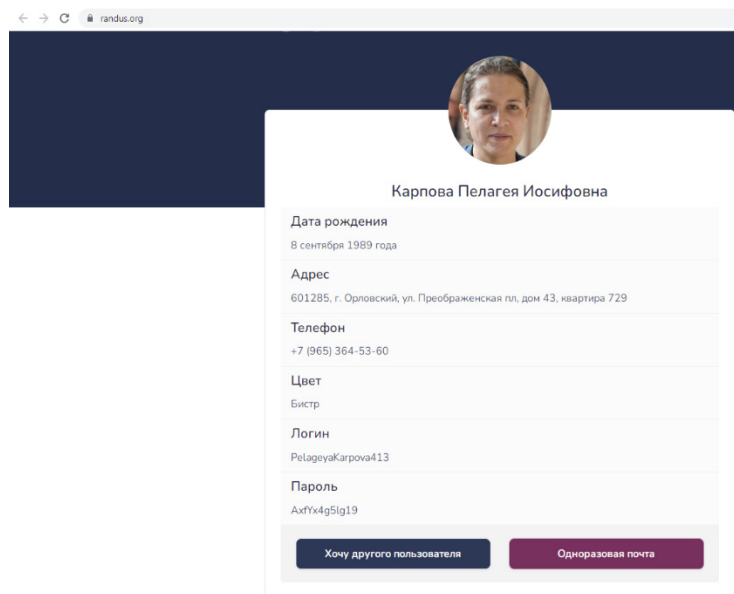 randus.org
Карпова Пелагея Иосифовна
Дата рождения
8 сентября 1989 года
Адрес
601285, г. Орловский, ул. Преображенская пл, дом 43, квартира 729
Телефон
+7 (965) 364-53-60
Цвет
Бистр
Логин
PelageyaKarpova413
Пароль
AxfYx4g5lg19
Хочу другого пользователя
Одноразовая почта